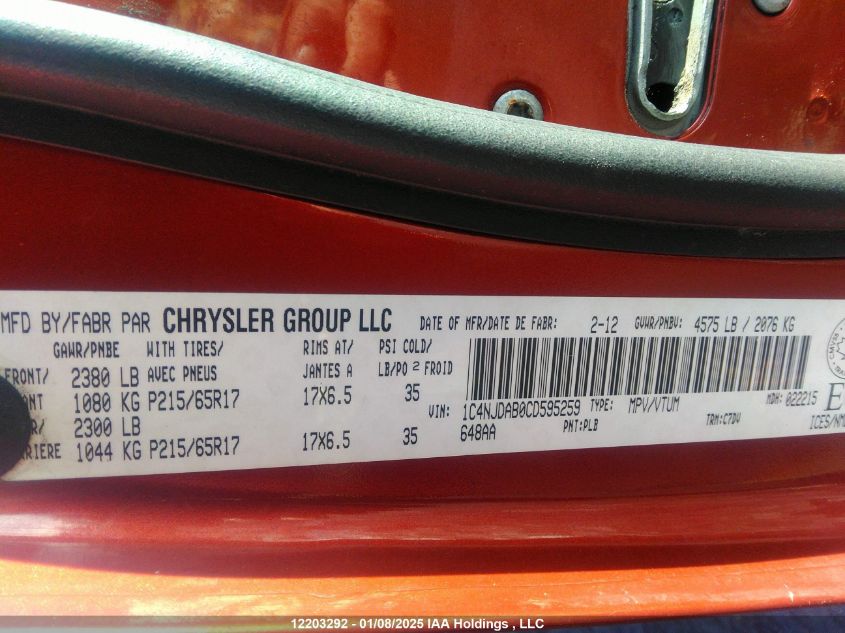 MFD BY/FABR PAR CHRYSLER GROUP LLC DATE OF MFR/DATE DE FABR: 2-12 GVWR/PNBV: 4575 LB / 2076 KG
GAWR/PNBE WITH TIRES/ RIMS AT/ PSI COLD/
FRONT/ 2380 LB AVEC PNEUS JANTES A LB/PO 2 FROID
1080 KG P215/65R17 17X6.5 35
VIN: 1C4NJDAB0CD595259 TYPE: MPV/VTUM MDH: 022215
2300 LB 648AA PNT:PLB TRM:C7DV ICES/NM
1044 KG P215/65R17 17X6.5 35
12203292 - 01/08/2025 IAA Holdings , LLC